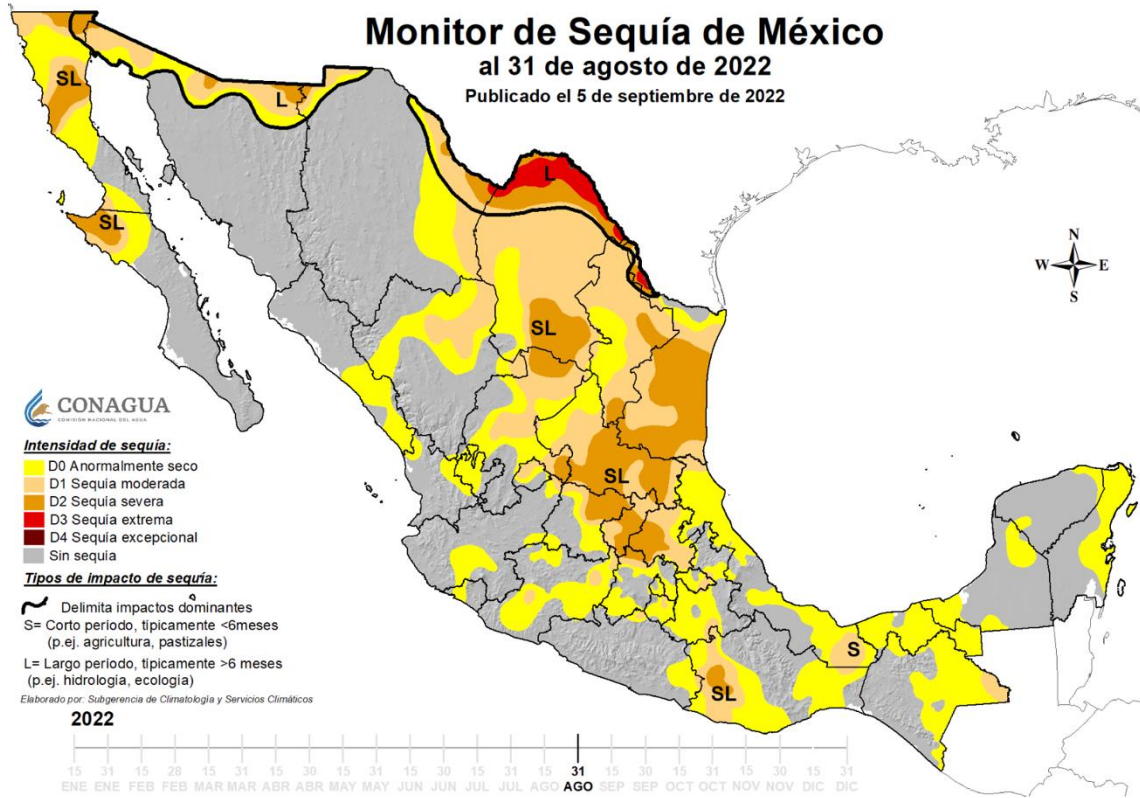 Monitor de Sequía de México
al 31 de agosto de 2022
Publicado el 5 de septiembre de 2022
SL
L
L
SL
SL
SL
S
SL
N
W E
S
CONAGUA
COMISIÓN NACIONAL DEL AGUA
Intensidad de sequía:
D0 Anormalmente seco
D1 Sequía moderada
D2 Sequía severa
D3 Sequía extrema
D4 Sequía excepcional
Sin sequía
Tipos de impacto de sequía:
Delimita impactos dominantes
S= Corto período, típicamente <6meses
(p.ej. agricultura, pastizales)
L= Largo período, típicamente >6 meses
(p.ej. hidrología, ecología)
Elaborado por: Subgerencia de Climatología y Servicios Climáticos
2022
15 31 15 28 15 31 15 30 15 31 15 30 15 31 15 31 15 30 15 31 15 30 15 31
ENE ENE FEB FEB MAR MAR ABR ABR MAY MAY JUN JUN JUL JUL AGO AGO SEP SEP OCT OCT NOV NOV DIC DIC